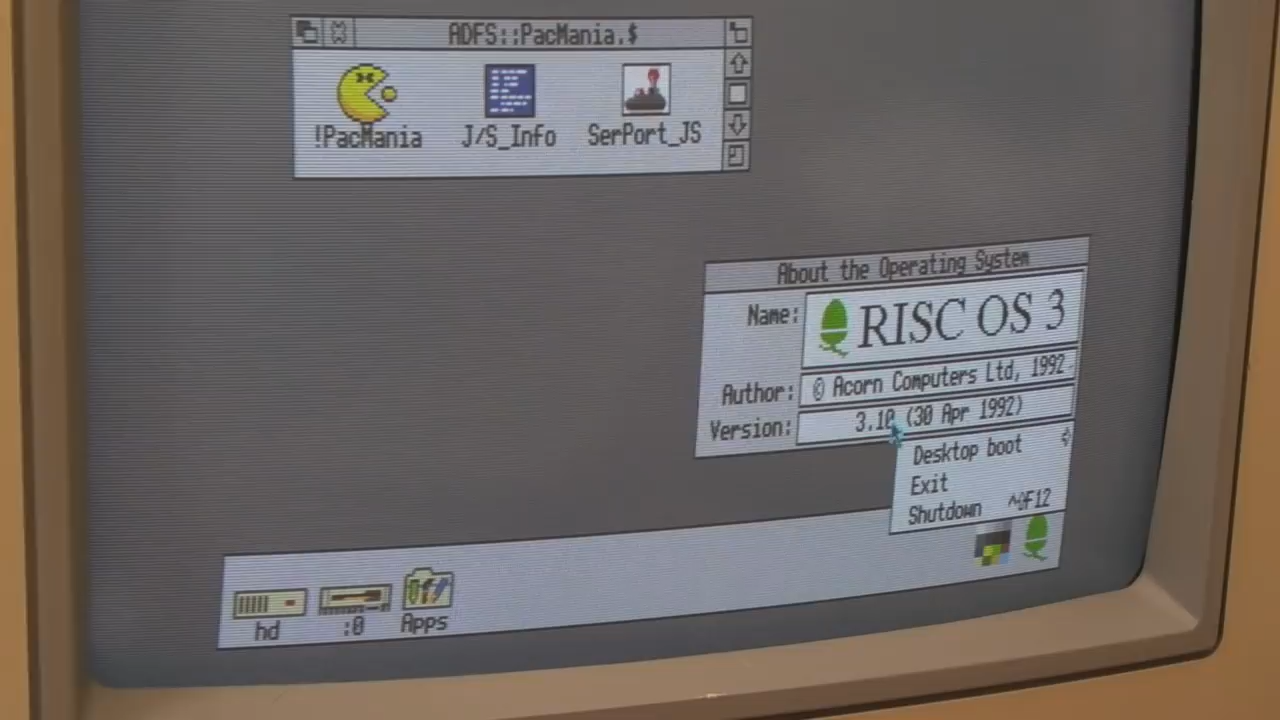 ADFS::PacMania.$
!PacMania J/S_Info SerPort_JS
About the Operating System
Name: RISC OS 3
Author: © Acorn Computers Ltd, 1992
Version: 3.10 (30 Apr 1992)
Desktop boot
Exit
Shutdown ^⇧F12
hd :0 Apps